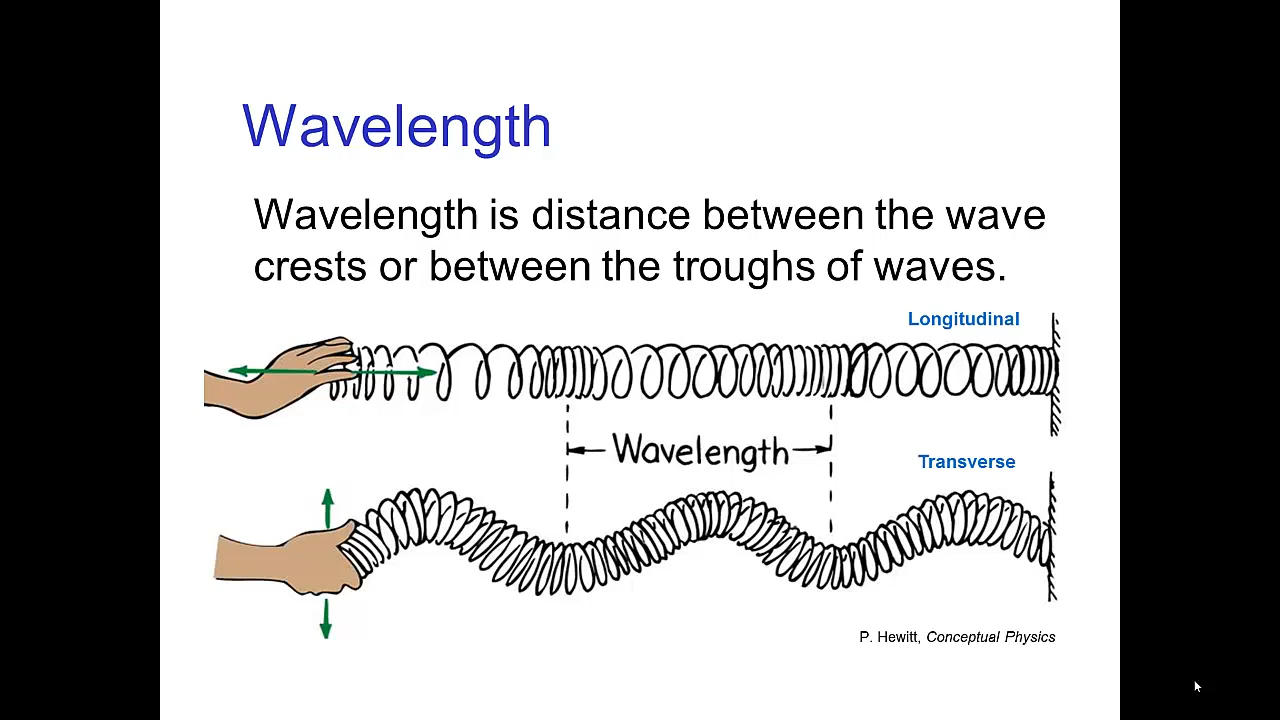 Wavelength
Wavelength is distance between the wave
crests or between the troughs of waves.
Longitudinal
Wavelength
Transverse
P. Hewitt, Conceptual Physics